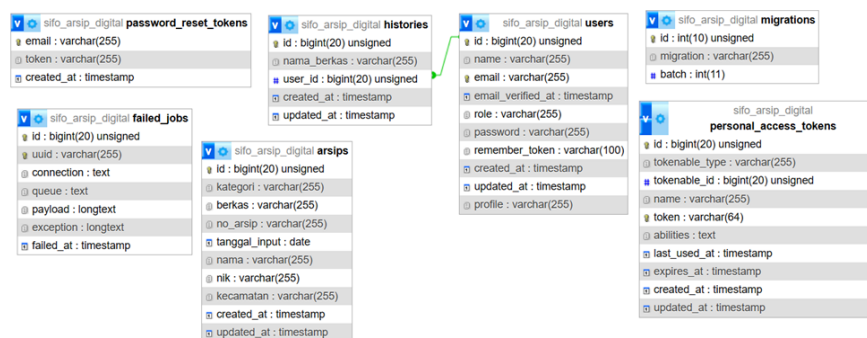 sifo_arsip_digital password_reset_tokens
email : varchar(255)
token : varchar(255)
created_at : timestamp
sifo_arsip_digital histories
id : bigint(20) unsigned
nama_berkas : varchar(255)
user_id : bigint(20) unsigned
created_at : timestamp
updated_at : timestamp
sifo_arsip_digital users
id : bigint(20) unsigned
name : varchar(255)
email : varchar(255)
email_verified_at : timestamp
role : varchar(255)
password : varchar(255)
remember_token : varchar(100)
created_at : timestamp
updated_at : timestamp
profile : varchar(255)
sifo_arsip_digital migrations
id : int(10) unsigned
migration : varchar(255)
batch : int(11)
sifo_arsip_digital failed_jobs
id : bigint(20) unsigned
uuid : varchar(255)
connection : text
queue : text
payload : longtext
exception : longtext
failed_at : timestamp
sifo_arsip_digital arsips
id : bigint(20) unsigned
kategori : varchar(255)
berkas : varchar(255)
no_arsip : varchar(255)
tanggal_input : date
nama : varchar(255)
nik : varchar(255)
kecamatan : varchar(255)
created_at : timestamp
updated_at : timestamp
sifo_arsip_digital
personal_access_tokens
id : bigint(20) unsigned
tokenable_type : varchar(255)
tokenable_id : bigint(20) unsigned
name : varchar(255)
token : varchar(64)
abilities : text
last_used_at : timestamp
expires_at : timestamp
created_at : timestamp
updated_at : timestamp